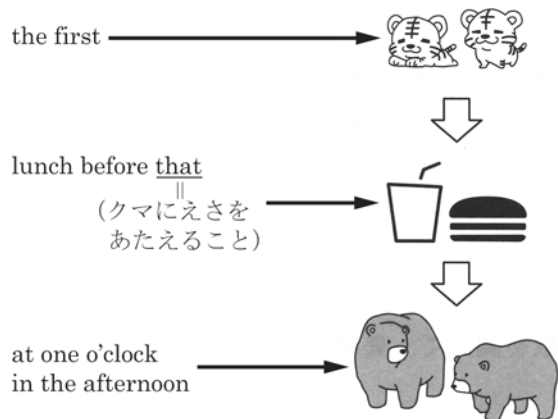 the first
lunch before that
||
(クマにえさを
あたえること)
at one o'clock
in the afternoon